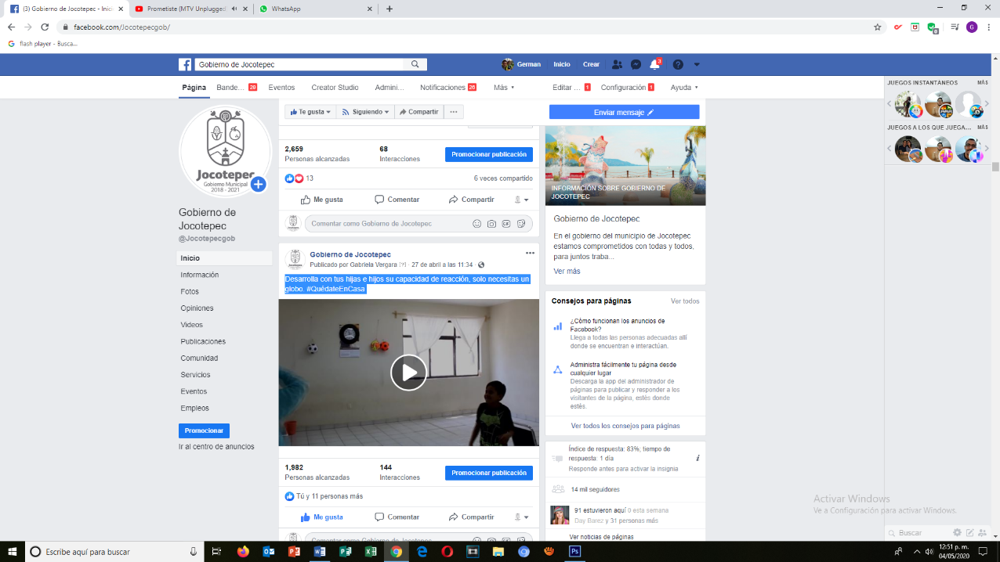 (3) Gobierno de Jocotepec - Inic
Prometiste (MTV Unplugged
WhatsApp
facebook.com/Jocotepecgob/
flash player - Busca...
Gobierno de Jocotepec
German
Inicio
Crear
3
Página
Bande... 29
Eventos
Creator Studio
Admini...
Notificaciones 26
Más
Editar ... 1
Configuración 1
Ayuda
JUEGOS INSTANTÁNEOS
MÁS
JUEGOS A LOS QUE JUEGA...
MÁS
Jocotepec
Gobierno Municipal
2018 - 2021
Gobierno de
Jocotepec
@Jocotepecgob
Inicio
Información
Fotos
Opiniones
Videos
Publicaciones
Comunidad
Servicios
Eventos
Empleos
Promocionar
Ir al centro de anuncios
Te gusta
Siguiendo
Compartir
Enviar mensaje
2,659
Personas alcanzadas
68
Interacciones
Promocionar publicación
13
6 veces compartido
Me gusta
Comentar
Compartir
Comentar como Gobierno de Jocotepec
Gobierno de Jocotepec
Publicado por Gabriela Vergara [?] · 27 de abril a las 11:34 ·
Desarrolla con tus hijas e hijos su capacidad de reacción, solo necesitas un
globo. #QuédateEnCasa
1,982
Personas alcanzadas
144
Interacciones
Promocionar publicación
Tú y 11 personas más
Me gusta
Comentar
Compartir
Comentar como Gobierno de Jocotepec
INFORMACIÓN SOBRE GOBIERNO DE
JOCOTEPEC
Gobierno de Jocotepec
En el gobierno del municipio de Jocotepec
estamos comprometidos con todas y todos,
para juntos traba...
Ver más
Consejos para páginas
Ver todos
¿Cómo funcionan los anuncios de
Facebook?
Llega a todas las personas adecuadas allí
donde se encuentran e interactúan.
Administra fácilmente tu página desde
cualquier lugar
Descarga la app del administrador de
páginas para publicar y responder a los
visitantes de la página, estés donde
estés.
Ver todos los consejos para páginas
Índice de respuesta: 83%, tiempo de
respuesta: 1 día
Responde antes para activar la insignia
14 mil seguidores
91 estuvieron aquí 0 esta semana
Day Barez y 31 personas más
Ver noticias de páginas
Activar Windows
Ve a Configuración para activar Windows.
Buscar
Escribe aquí para buscar
12:51 p. m.
04/05/2020